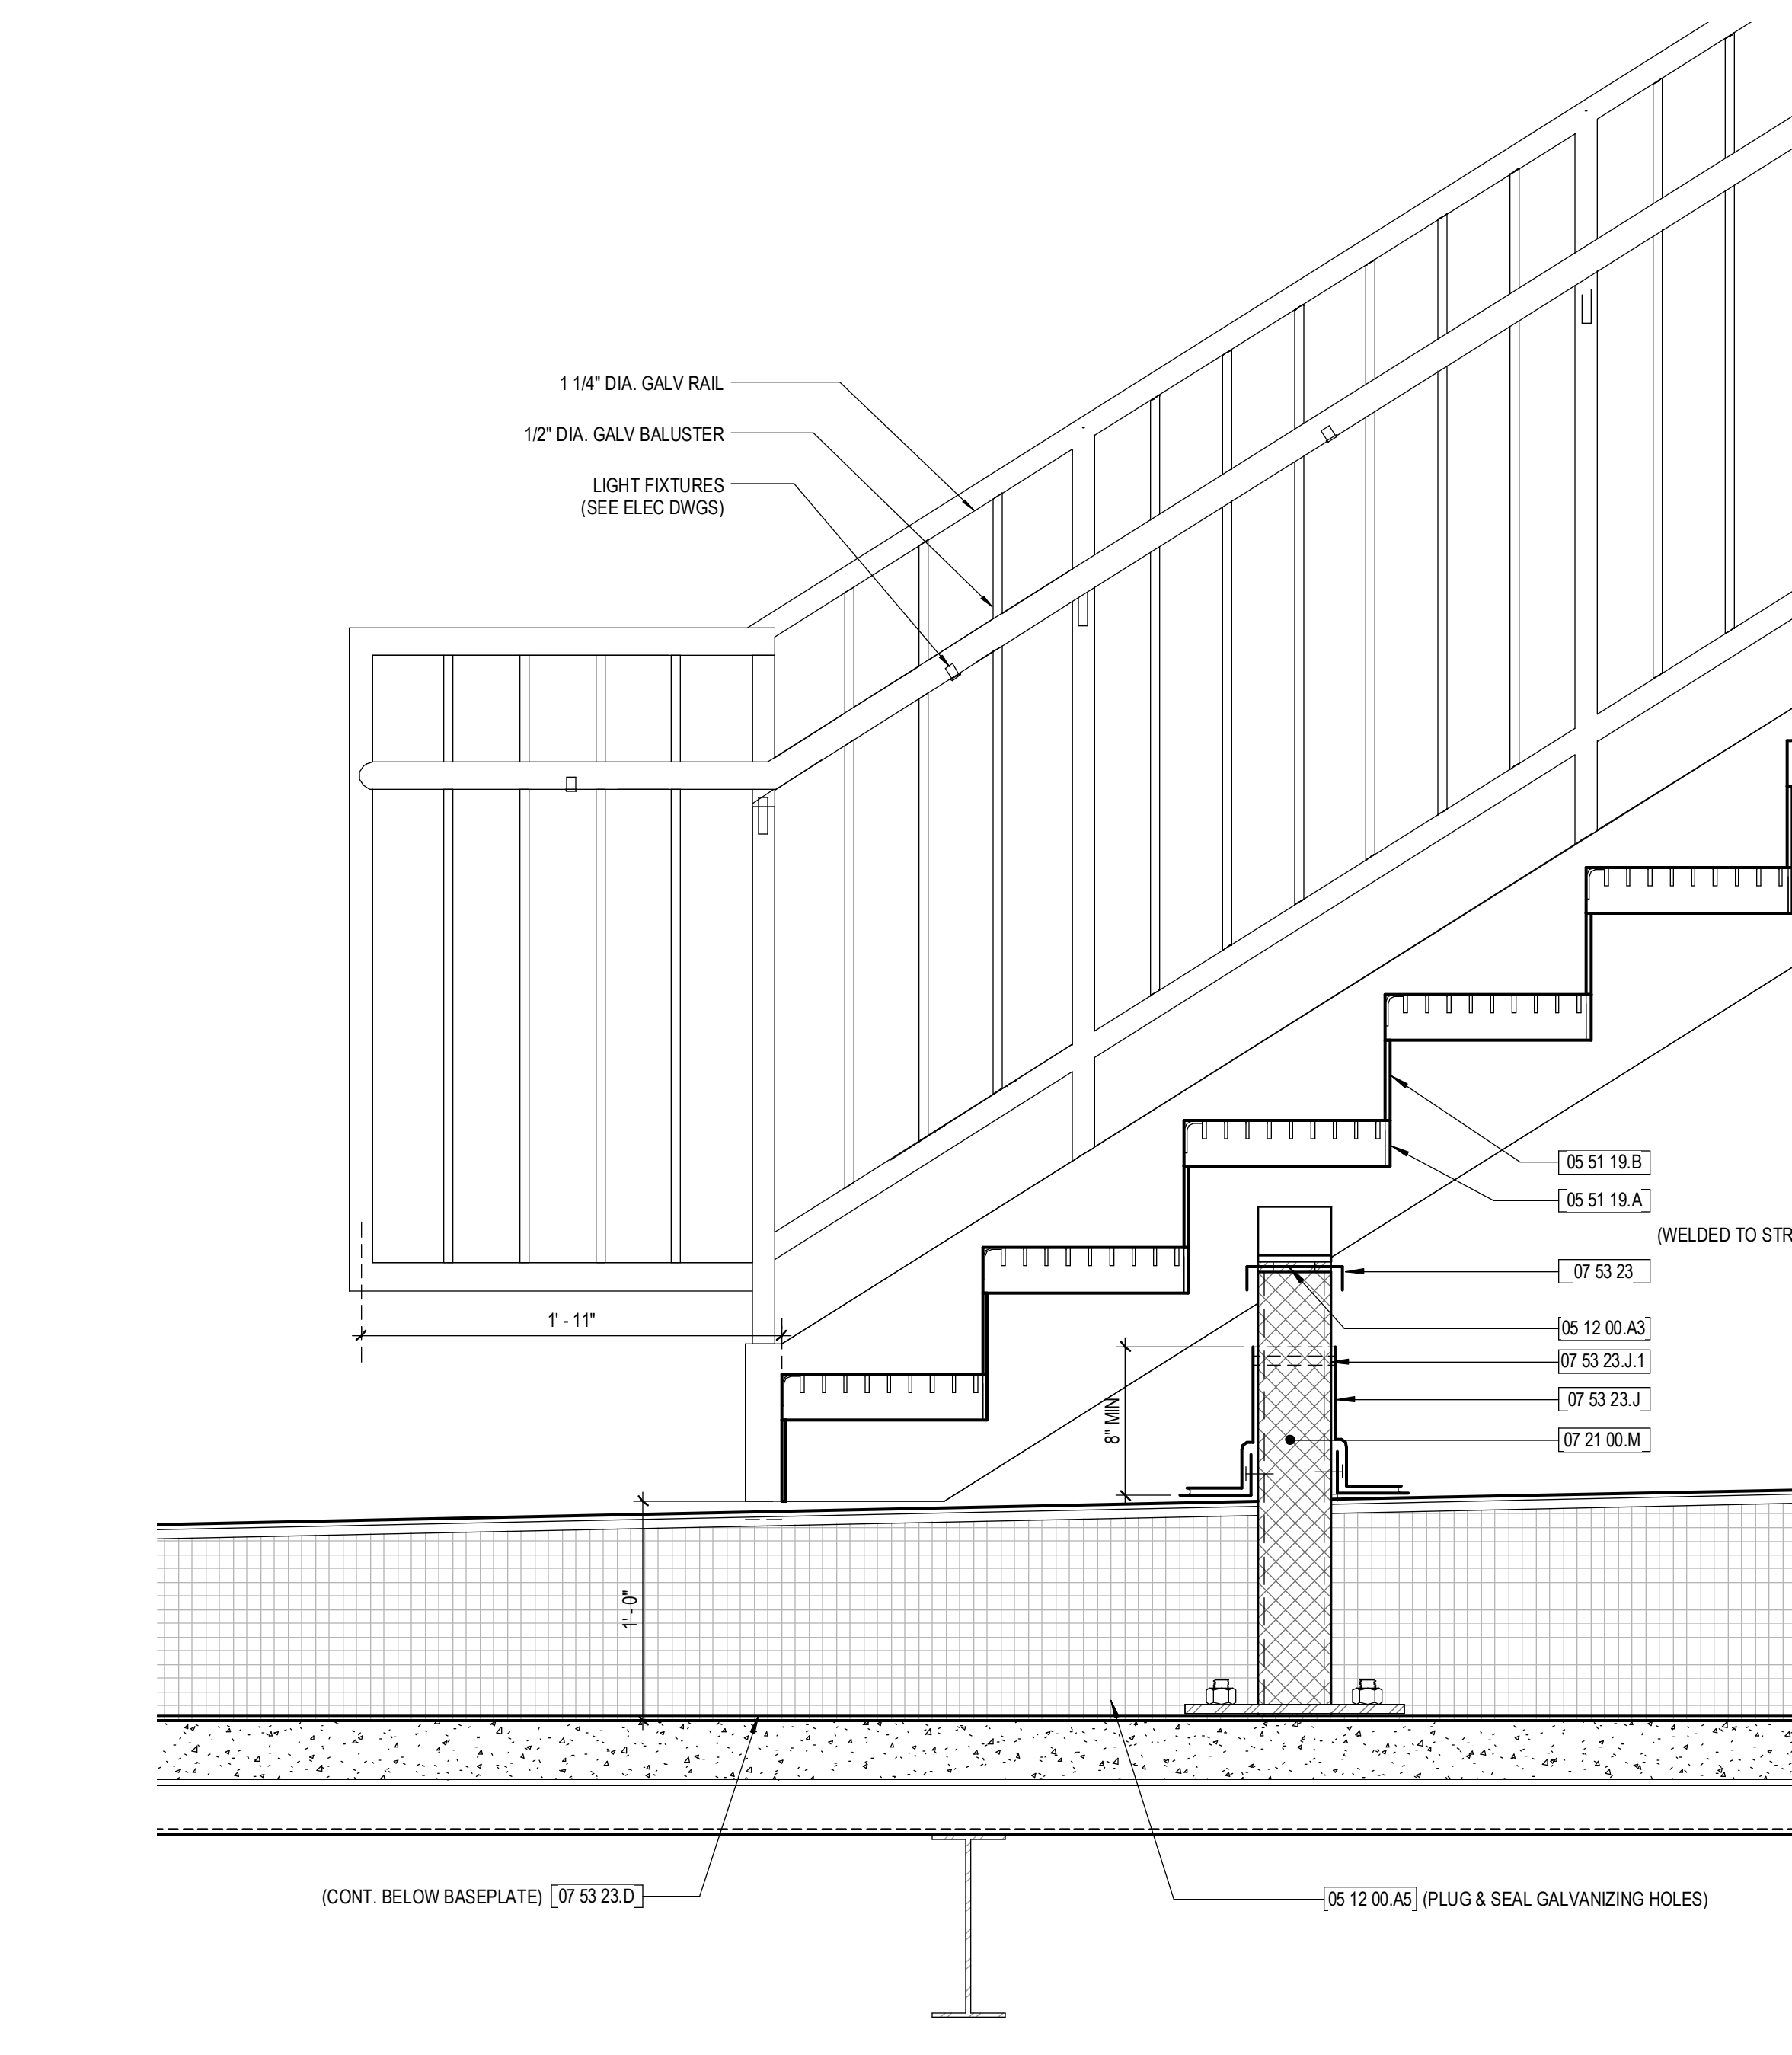 1 1/4" DIA. GALV RAIL
1/2" DIA. GALV BALUSTER
LIGHT FIXTURES
(SEE ELEC DWGS)
05 51 19.B
05 51 19.A
(WELDED TO STR
07 53 23
1' - 11"
05 12 00.A3
07 53 23.J.1
07 53 23.J
8" MIN
07 21 00.M
1' - 0"
(CONT. BELOW BASEPLATE) 07 53 23.D
05 12 00.A5 (PLUG & SEAL GALVANIZING HOLES)